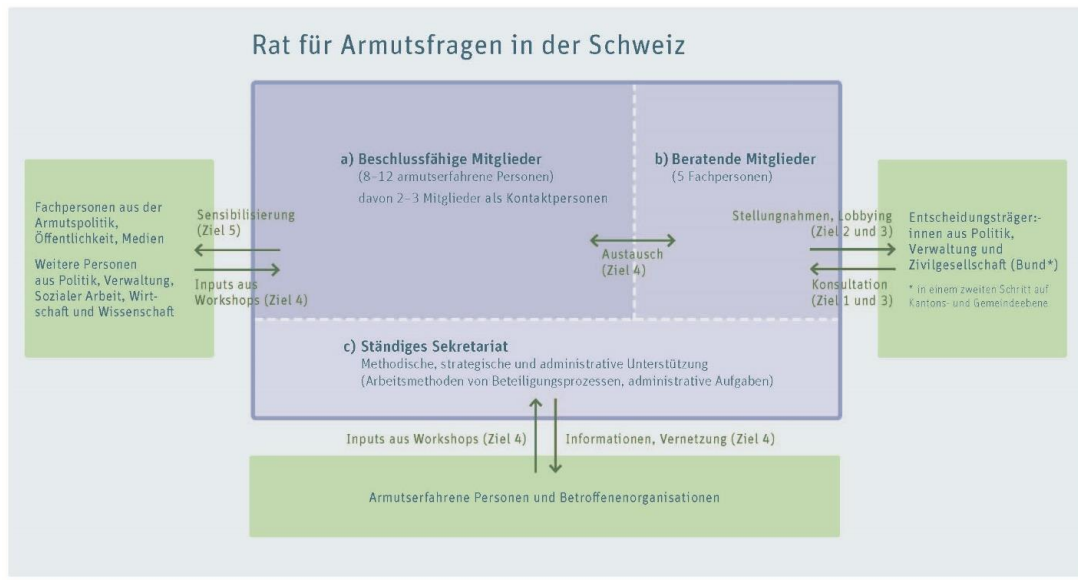 Rat für Armutsfragen in der Schweiz
a) Beschlussfähige Mitglieder
(8–12 armutserfahrene Personen)
davon 2–3 Mitglieder als Kontaktpersonen
b) Beratende Mitglieder
(5 Fachpersonen)
Fachpersonen aus der
Armutspolitik,
Öffentlichkeit, Medien
Weitere Personen
aus Politik, Verwaltung,
Sozialer Arbeit, Wirt-
schaft und Wissenschaft
Sensibilisierung
(Ziel 5)
Inputs aus
Workshops (Ziel 4)
Austausch
(Ziel 4)
Stellungnahmen, Lobbying
(Ziel 2 und 3)
Konsultation
(Ziel 1 und 3)
Entscheidungsträger:-
innen aus Politik,
Verwaltung und
Zivilgesellschaft (Bund*)
* in einem zweiten Schritt auf
Kantons- und Gemeindeebene
c) Ständiges Sekretariat
Methodische, strategische und administrative Unterstützung
(Arbeitsmethoden von Beteiligungsprozessen, administrative Aufgaben)
Inputs aus Workshops (Ziel 4)
Informationen, Vernetzung (Ziel 4)
Armutserfahrene Personen und Betroffenenorganisationen